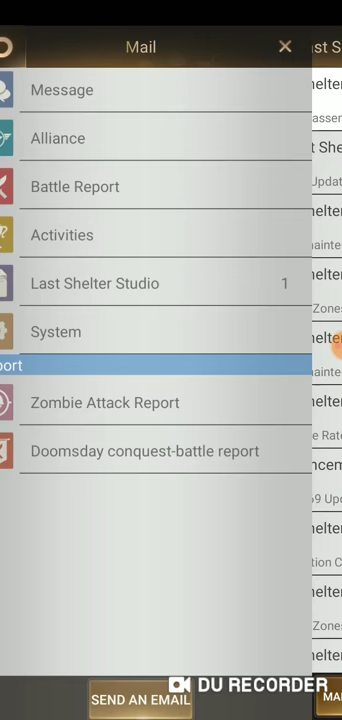 Mail
Message
Alliance
Battle Report
Activities
Last Shelter Studio 1
System
port
Zombie Attack Report
Doomsday conquest-battle report
SEND AN EMAIL
DU RECORDER